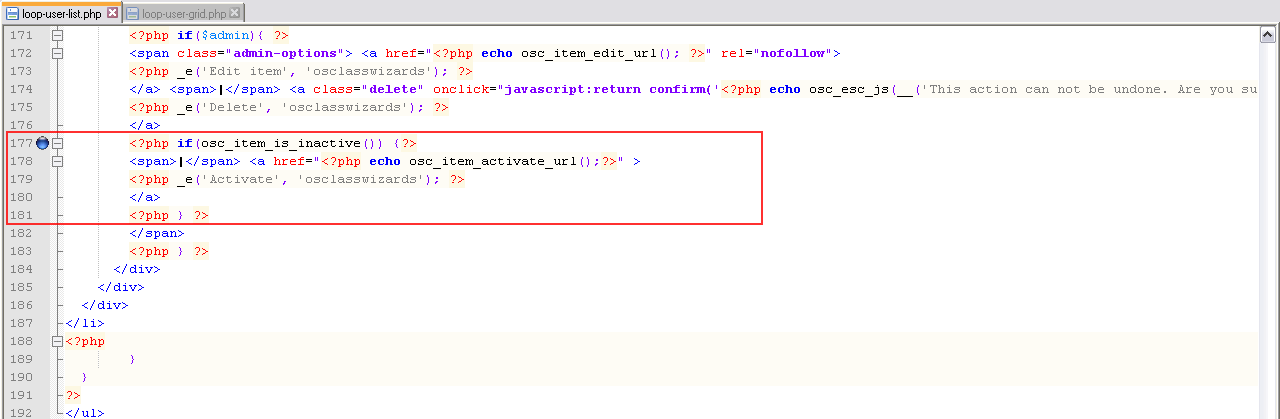 loop-user-list.php loop-user-grid.php
171 <?php if($admin){ ?>
172 <span class="admin-options"> <a href="<?php echo osc_item_edit_url(); ?>" rel="nofollow">
173 <?php _e('Edit item', 'osclasswizards'); ?>
174 </a> <span>|</span> <a class="delete" onclick="javascript:return confirm('<?php echo osc_esc_js(__('This action can not be undone. Are you su
175 <?php _e('Delete', 'osclasswizards'); ?>
176 </a>
177 <?php if(osc_item_is_inactive()) {?>
178 <span>|</span> <a href="<?php echo osc_item_activate_url();?>" >
179 <?php _e('Activate', 'osclasswizards'); ?>
180 </a>
181 <?php } ?>
182 </span>
183 <?php } ?>
184 </div>
185 </div>
186 </div>
187 </li>
188 <?php
189 }
190 }
191 ?>
192 </ul>